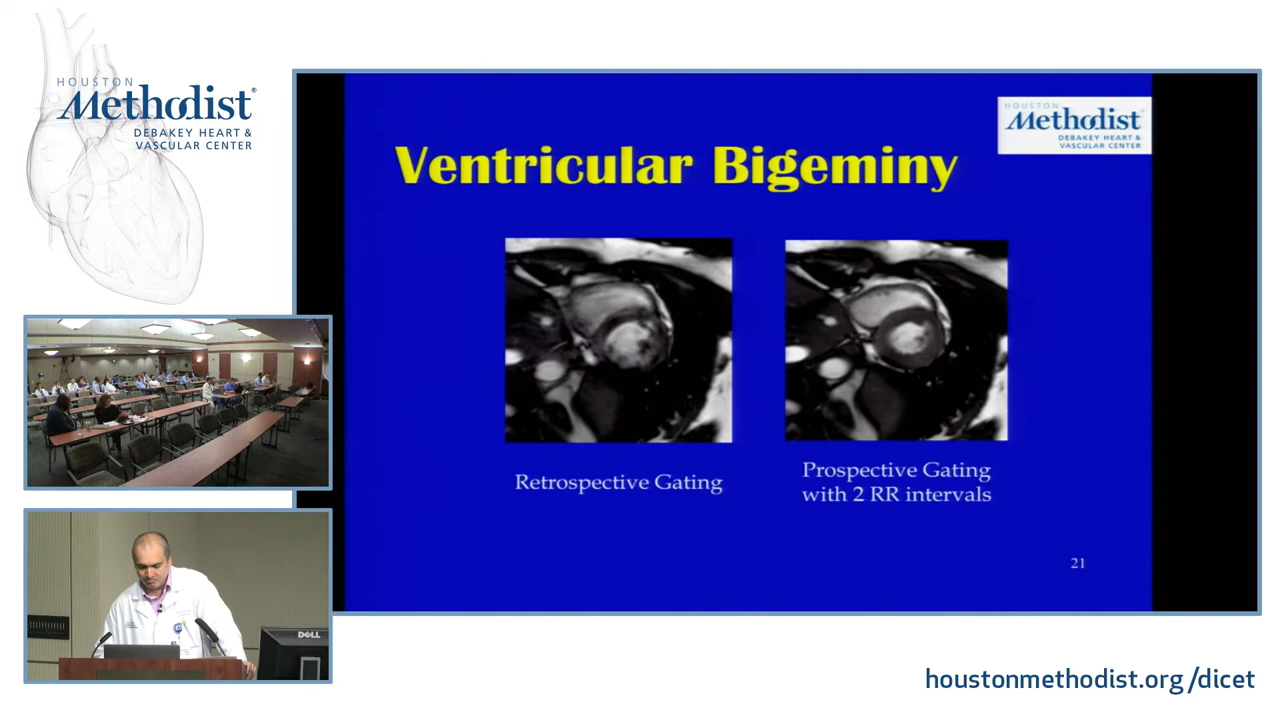 HOUSTON
Methodist®
DEBAKEY HEART &
VASCULAR CENTER
HOUSTON
Methodist
DEBAKEY HEART &
VASCULAR CENTER
Ventricular Bigeminy
Retrospective Gating
Prospective Gating
with 2 RR intervals
21
DELL
houstonmethodist.org/dicet